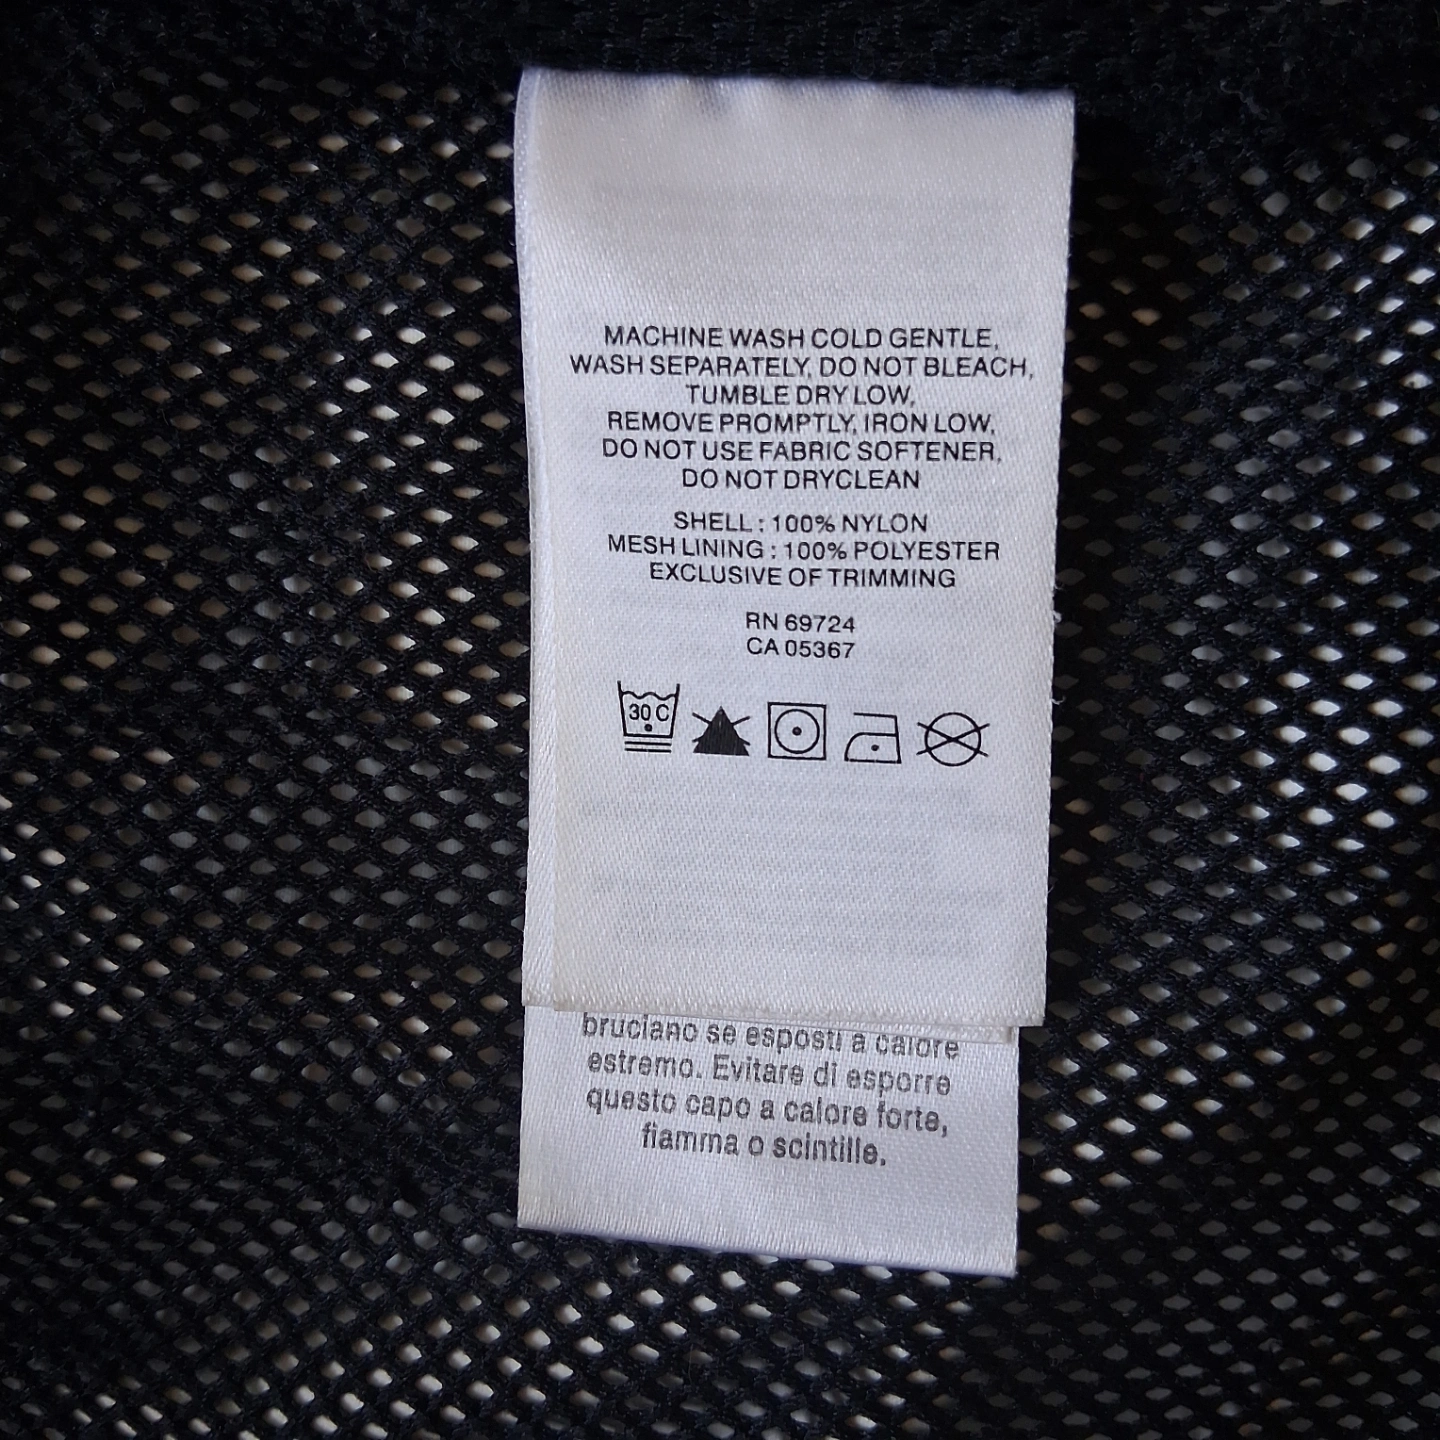 MACHINE WASH COLD GENTLE,
WASH SEPARATELY, DO NOT BLEACH,
TUMBLE DRY LOW,
REMOVE PROMPTLY, IRON LOW,
DO NOT USE FABRIC SOFTENER,
DO NOT DRYCLEAN
SHELL : 100% NYLON
MESH LINING : 100% POLYESTER
EXCLUSIVE OF TRIMMING
RN 69724
CA 05367
30 C
bruciano se esposti a calore
estremo. Evitare di esporre
questo capo a calore forte,
fiamma o scintille.